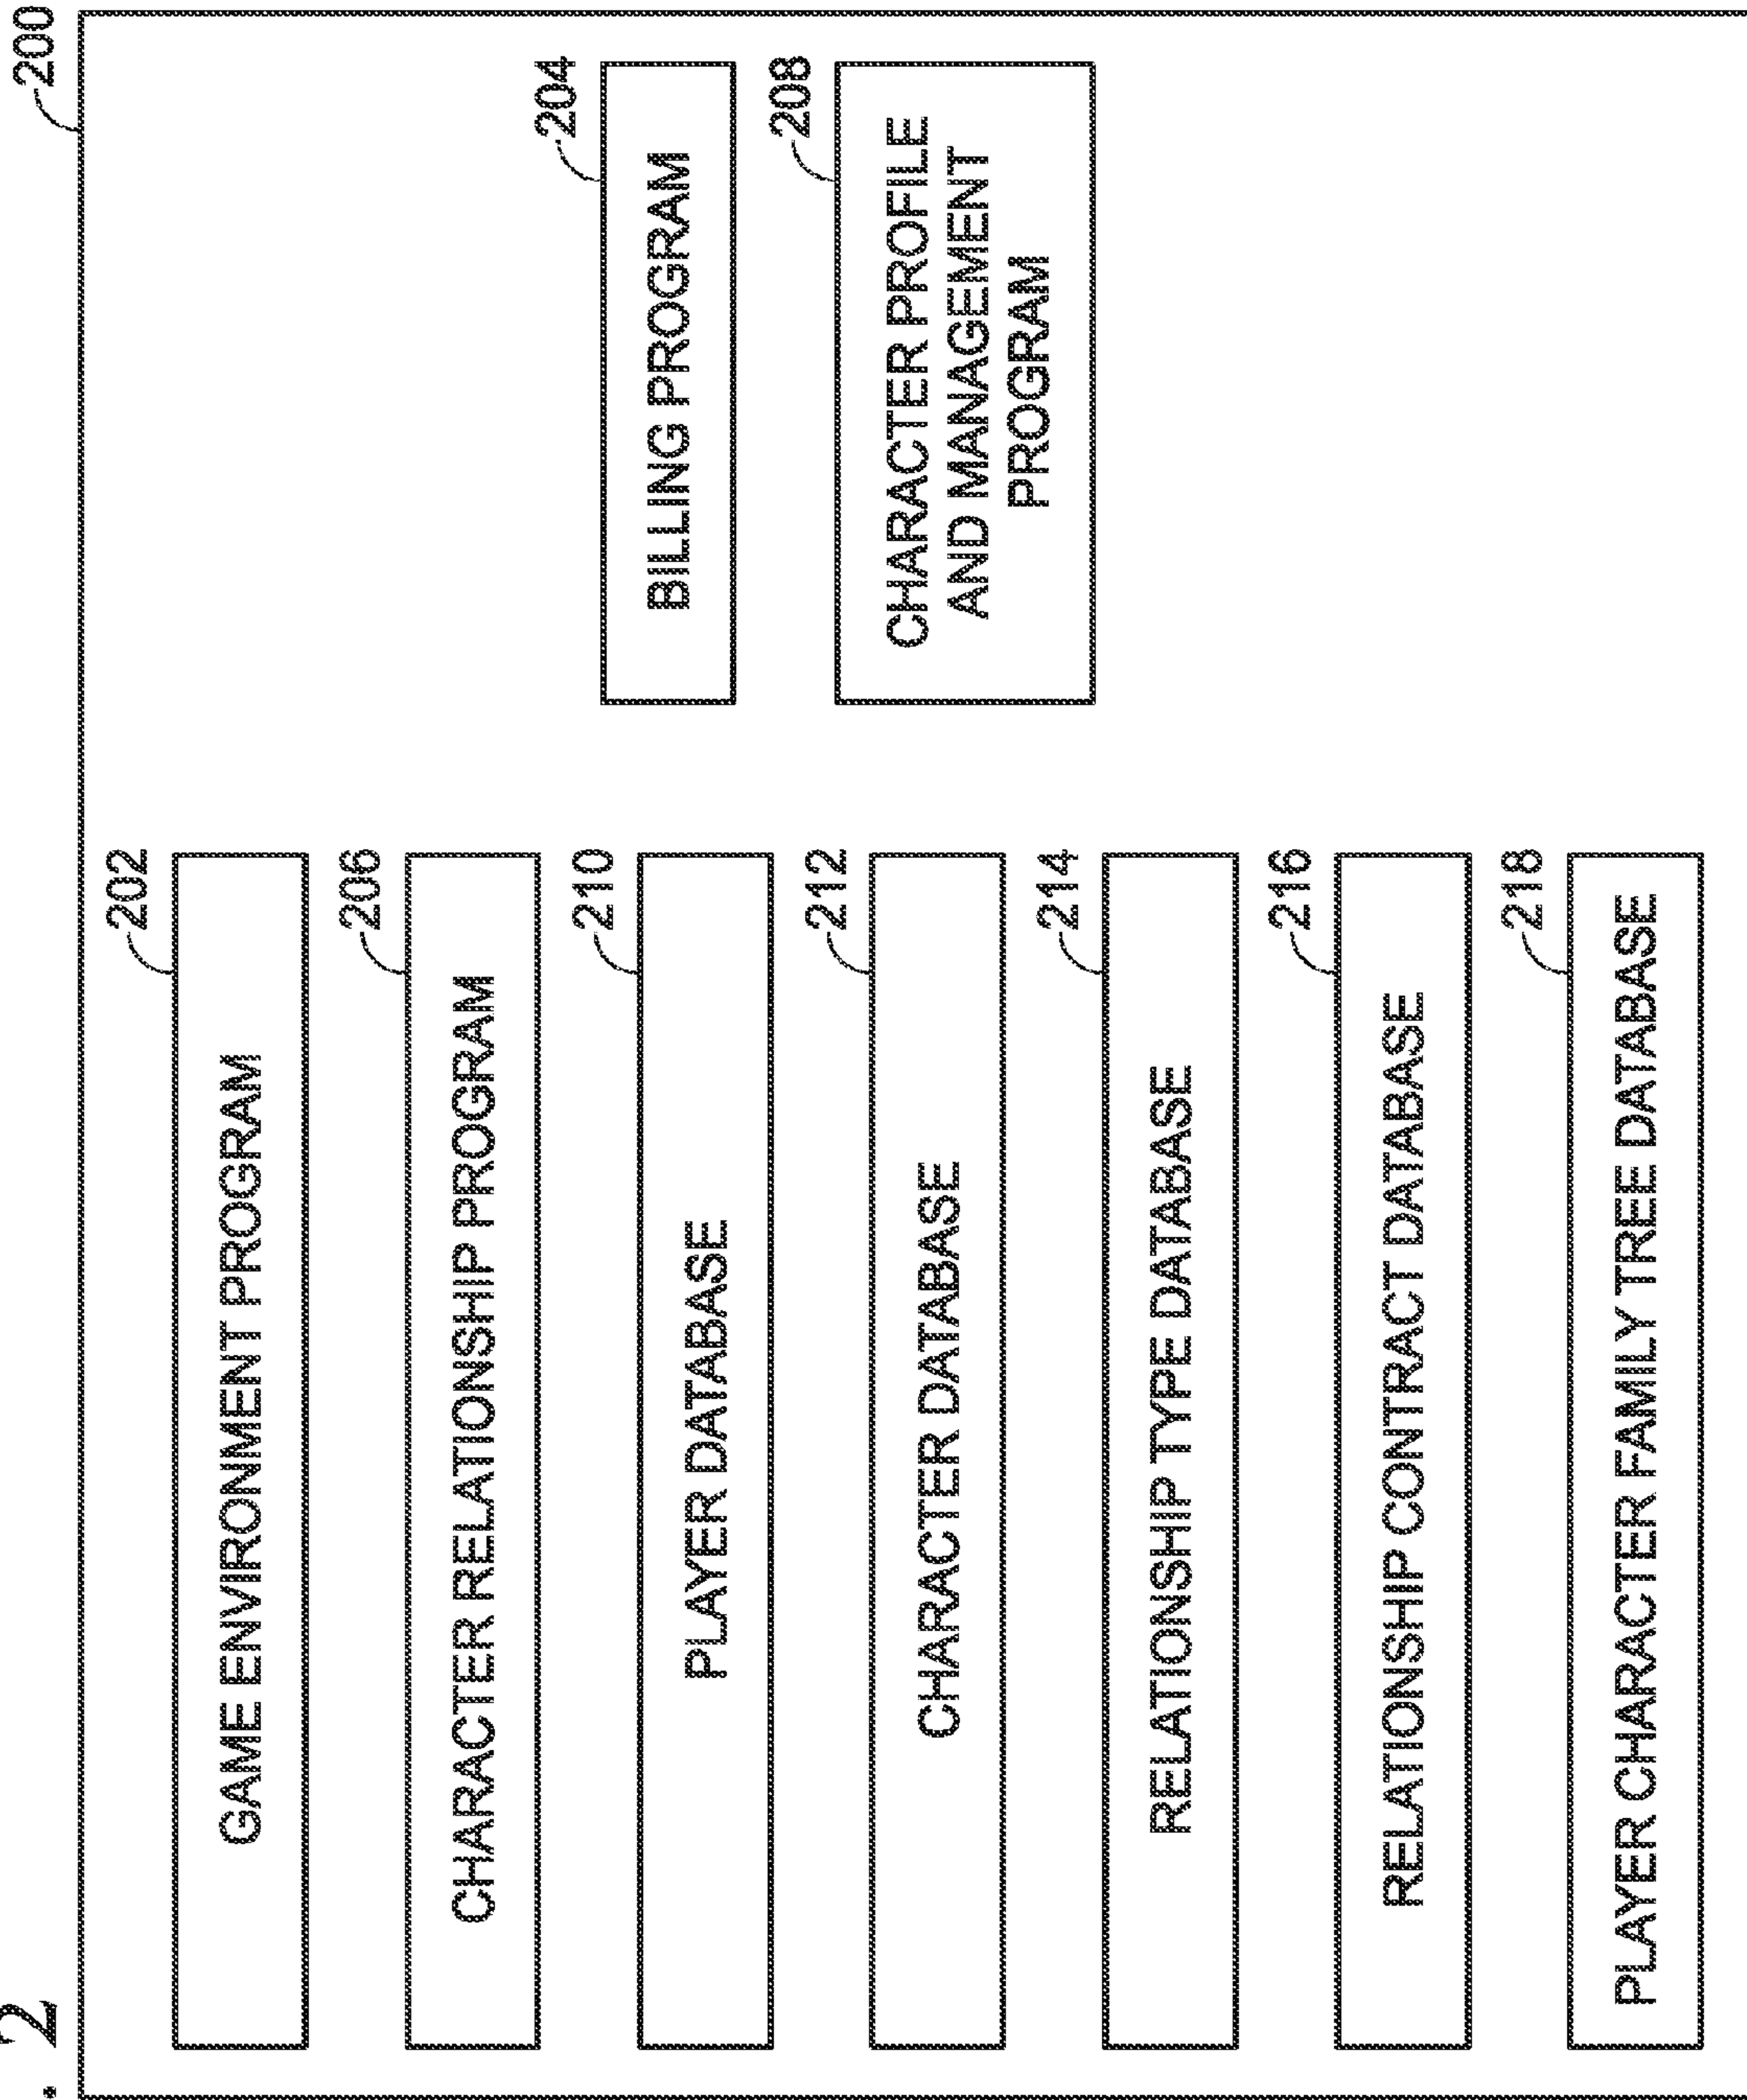 . 2
200
202
GAME ENVIRONMENT PROGRAM
204
BILLING PROGRAM
206
CHARACTER RELATIONSHIP PROGRAM
208
CHARACTER PROFILE
AND MANAGEMENT
PROGRAM
210
PLAYER DATABASE
212
CHARACTER DATABASE
214
RELATIONSHIP TYPE DATABASE
216
RELATIONSHIP CONTRACT DATABASE
218
PLAYER CHARACTER FAMILY TREE DATABASE